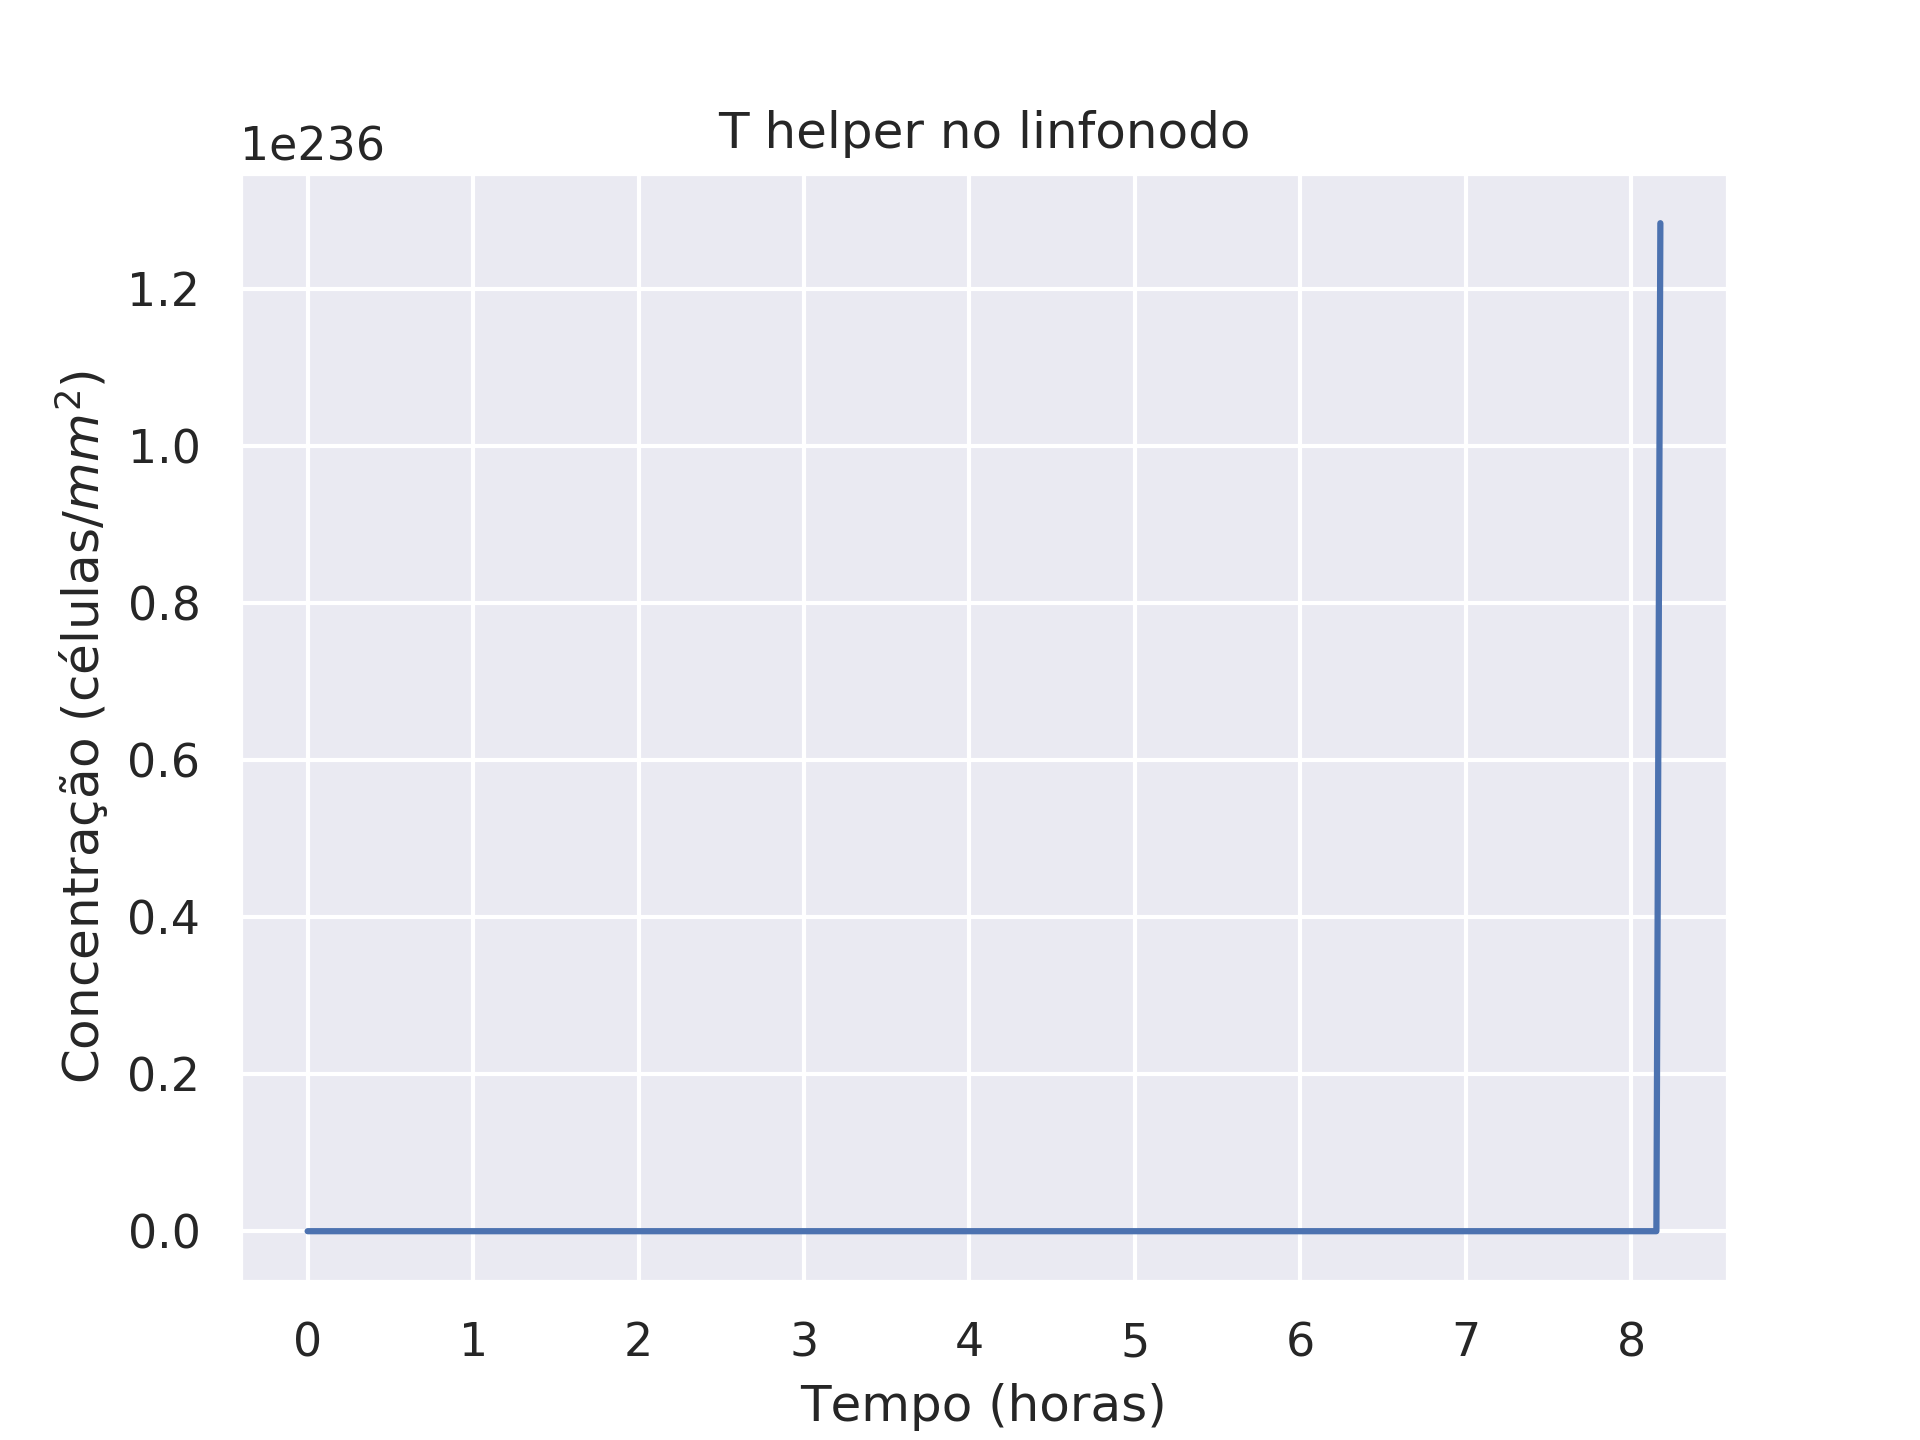 T helper no linfonodo
1e236
Concentração (células/mm²)
1.2
1.0
0.8
0.6
0.4
0.2
0.0
0 1 2 3 4 5 6 7 8
Tempo (horas)